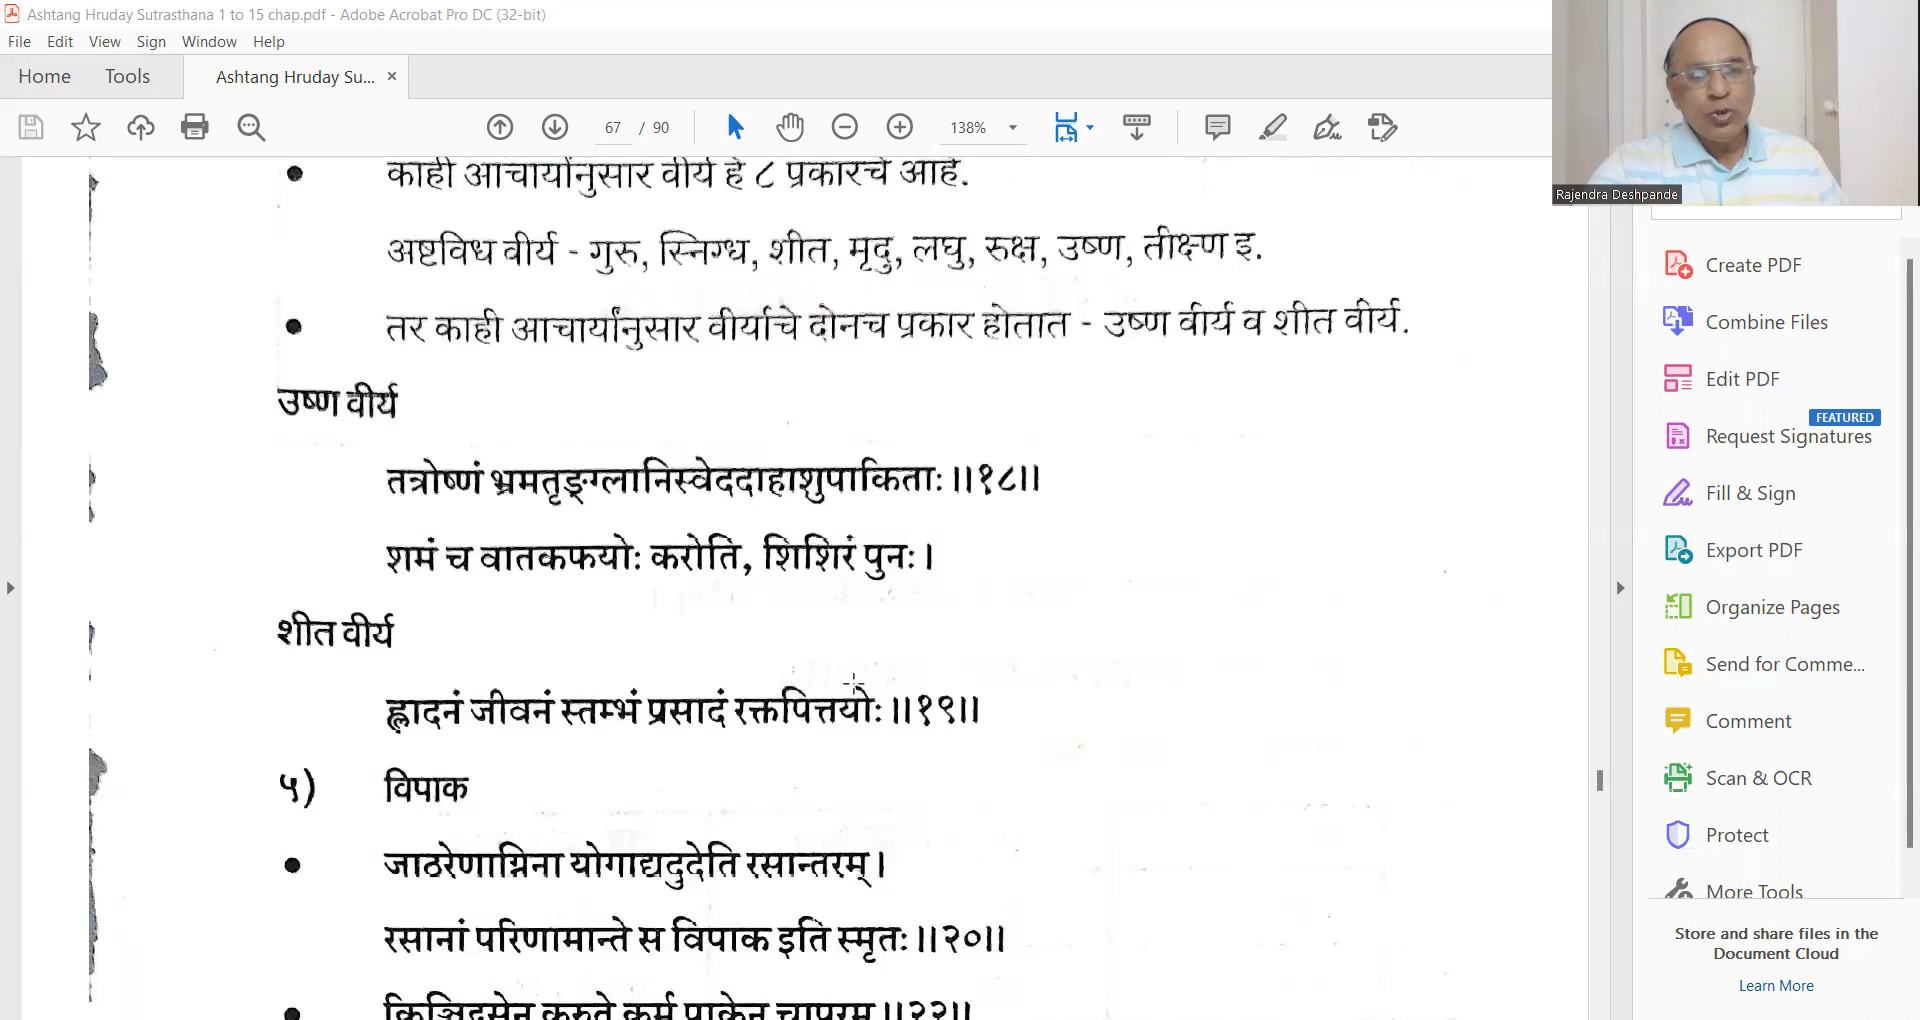 Ashtang Hruday Sutrasthana 1 to 15 chap.pdf - Adobe Acrobat Pro DC (32-bit)
File Edit View Sign Window Help
Home Tools Ashtang Hruday Su... ×
67 / 90 138%
Rajendra Deshpande
काही आचार्यांनुसार वीर्य हे ८ प्रकारचे आहे.
अष्टविध वीर्य - गुरु, स्निग्ध, शीत, मृदु, लघु, रुक्ष, उष्ण, तीक्ष्ण इ.
तर काही आचार्यांनुसार वीर्याचे दोनच प्रकार होतात - उष्ण वीर्य व शीत वीर्य.
उष्ण वीर्य
तत्रोष्णं भ्रमतृङ्ग्लानिस्वेददाहाशुपाकिताः ॥१८॥
शमं च वातकफयोः करोति, शिशिरं पुनः ।
शीत वीर्य
ह्लादनं जीवनं स्तम्भं प्रसादं रक्तपित्तयोः ॥१९॥
५) विपाक
जाठरेणाग्निना योगाद्यदुदेति रसान्तरम् ।
रसानां परिणामान्ते स विपाक इति स्मृतः ॥२०॥
किञ्चिद्रसेन कुरुते कर्म पाकेन चापरम् ॥२२॥
Create PDF
Combine Files
Edit PDF
FEATURED
Request Signatures
Fill & Sign
Export PDF
Organize Pages
Send for Comme...
Comment
Scan & OCR
Protect
More Tools
Store and share files in the
Document Cloud
Learn More